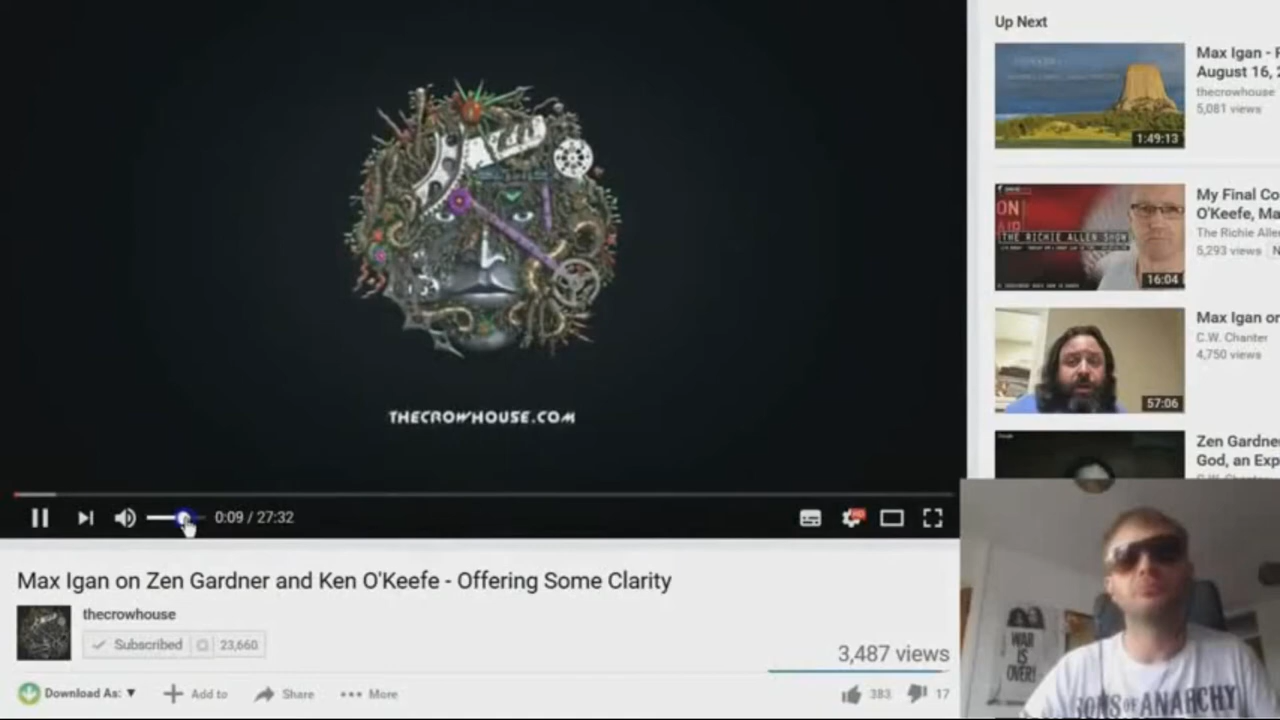 THECROWHOUSE.COM
0:09 / 27:32
Max Igan on Zen Gardner and Ken O'Keefe - Offering Some Clarity
thecrowhouse
Subscribed 23,660
3,487 views
Download As: ▼
Add to
Share
More
383
17
Up Next
Max Igan -
August 16,
thecrowhouse
5,081 views
1:49:13
ON
AIR
THE RICHIE ALLEN SHOW
16:04
My Final Co
O'Keefe, Ma
The Richie Alle
5,293 views
57:06
Max Igan or
C.W. Chanter
4,750 views
Zen Gardne
God, an Exp
WAR
IS
OVER!
SONS OF ANARCHY